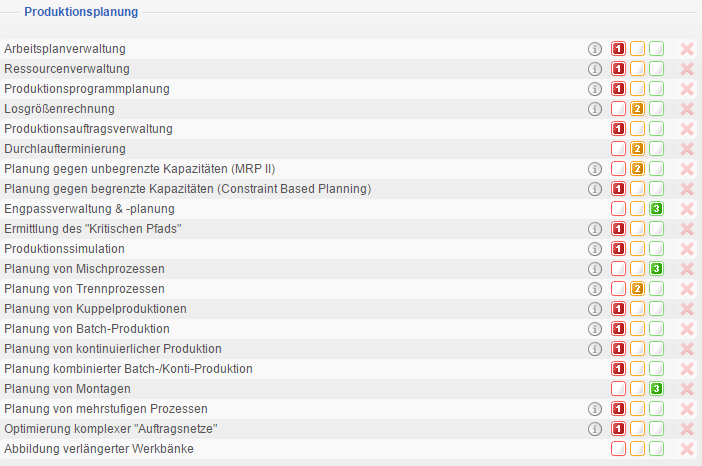 Produktionsplanung
Arbeitsplanverwaltung i 1
Ressourcenverwaltung i 1
Produktionsprogrammplanung i 1
Losgrößenrechnung i 2
Produktionsauftragsverwaltung 1
Durchlaufterminierung 2
Planung gegen unbegrenzte Kapazitäten (MRP II) i 2
Planung gegen begrenzte Kapazitäten (Constraint Based Planning) i 1
Engpassverwaltung & -planung 3
Ermittlung des "Kritischen Pfads" i 1
Produktionssimulation i 1
Planung von Mischprozessen i 3
Planung von Trennprozessen i 2
Planung von Kuppelproduktionen i 1
Planung von Batch-Produktion i 1
Planung von kontinuierlicher Produktion i 1
Planung kombinierter Batch-/Konti-Produktion 1
Planung von Montagen 3
Planung von mehrstufigen Prozessen i 1
Optimierung komplexer "Auftragsnetze" i 1
Abbildung verlängerter Werkbänke